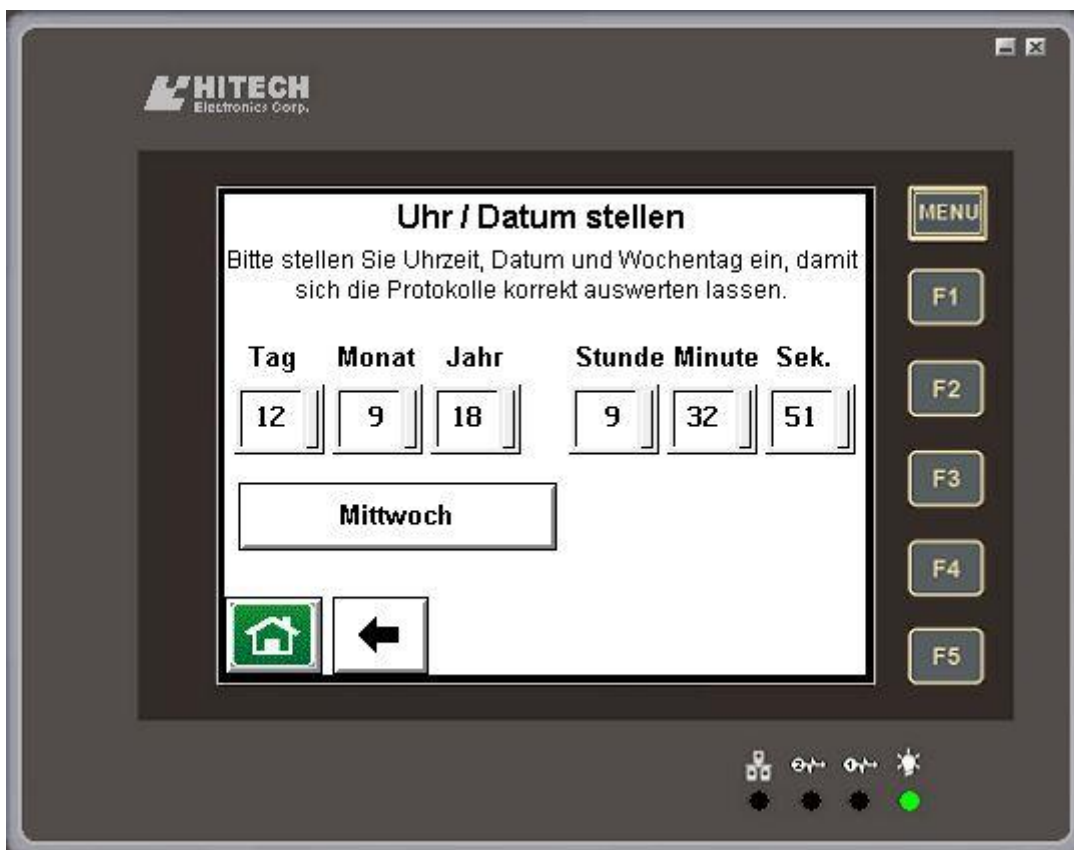 HITECH
Electronics Corp.
Uhr / Datum stellen
Bitte stellen Sie Uhrzeit, Datum und Wochentag ein, damit
sich die Protokolle korrekt auswerten lassen.
Tag Monat Jahr Stunde Minute Sek.
12 9 18 9 32 51
Mittwoch
MENU
F1
F2
F3
F4
F5
2 1